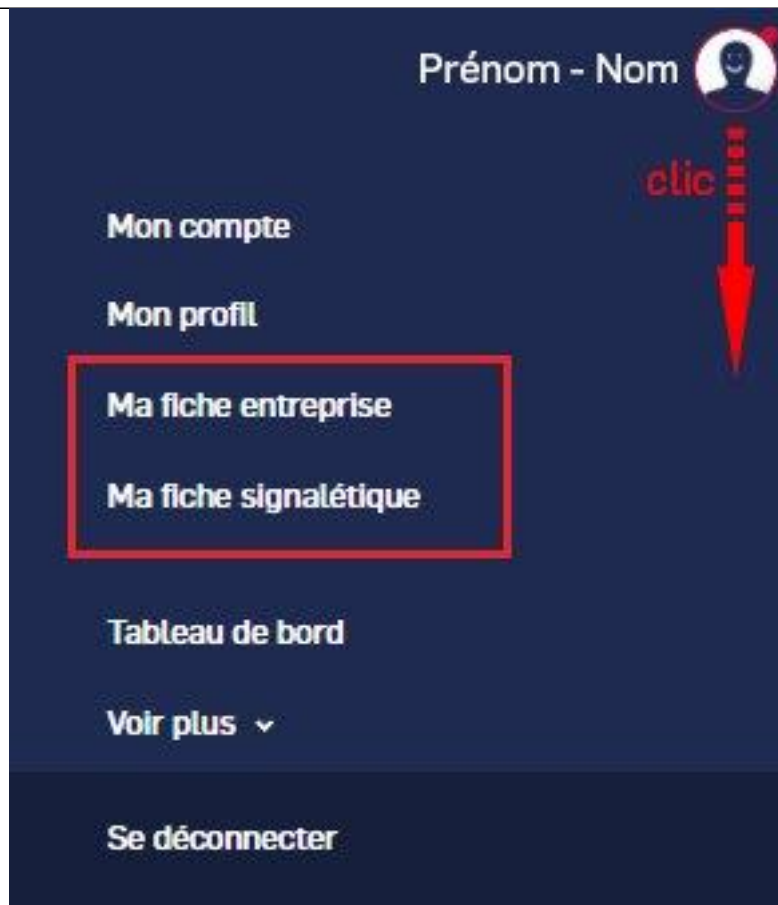 Prénom - Nom
clic
Mon compte
Mon profil
Ma fiche entreprise
Ma fiche signalétique
Tableau de bord
Voir plus
Se déconnecter